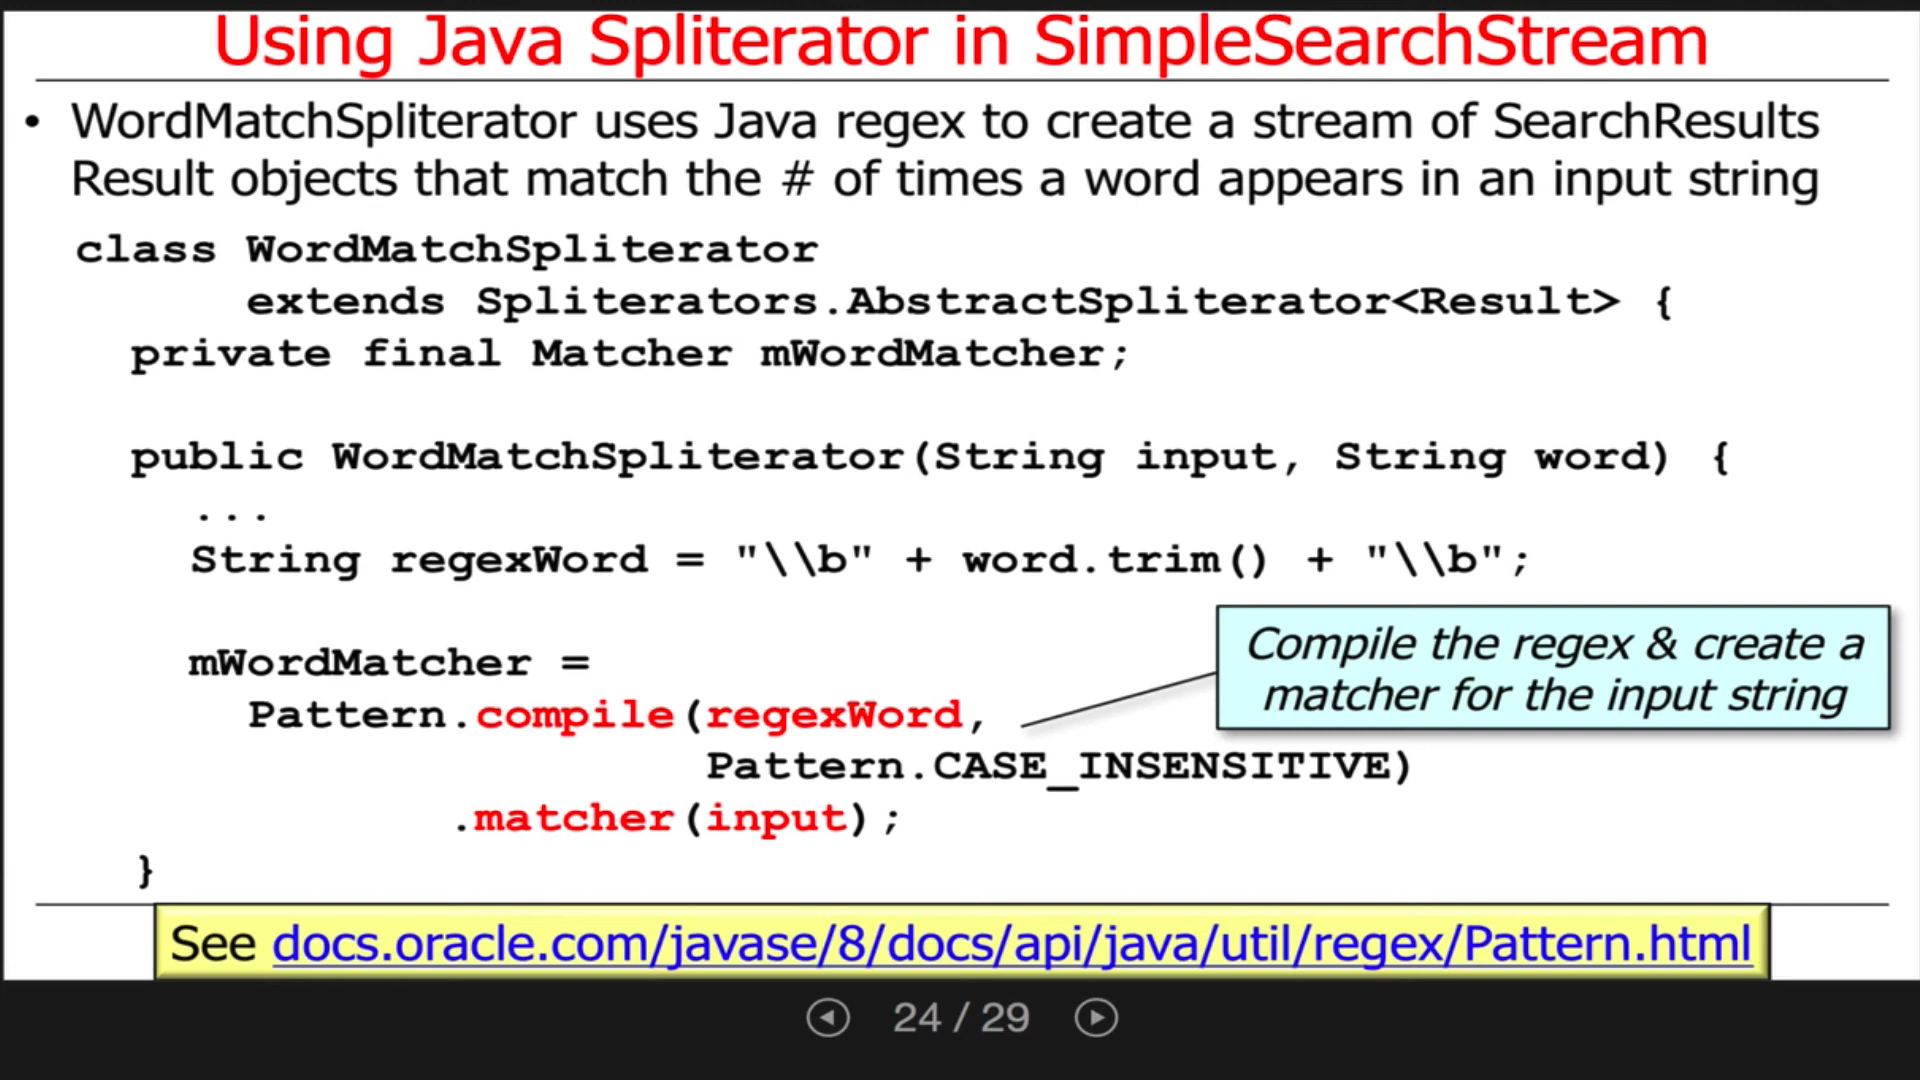 Using Java Spliterator in SimpleSearchStream
• WordMatchSpliterator uses Java regex to create a stream of SearchResults
Result objects that match the # of times a word appears in an input string
class WordMatchSpliterator
extends Spliterators.AbstractSpliterator<Result> {
private final Matcher mWordMatcher;
public WordMatchSpliterator(String input, String word) {
...
String regexWord = "\\b" + word.trim() + "\\b";
mWordMatcher =
Pattern.compile(regexWord,
Pattern.CASE_INSENSITIVE)
.matcher(input);
}
Compile the regex & create a
matcher for the input string
See docs.oracle.com/javase/8/docs/api/java/util/regex/Pattern.html
24 / 29